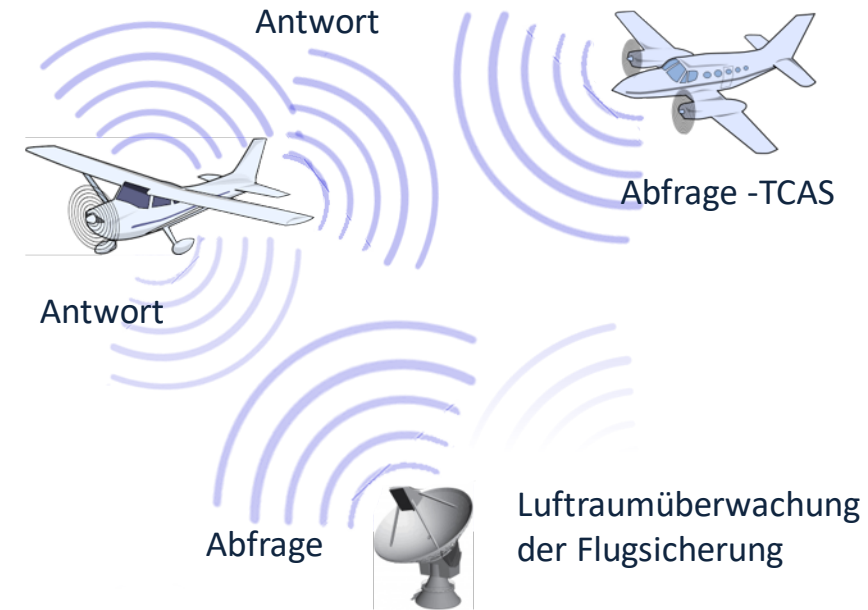 Antwort
Abfrage -TCAS
Antwort
Abfrage
Luftraumüberwachung
der Flugsicherung